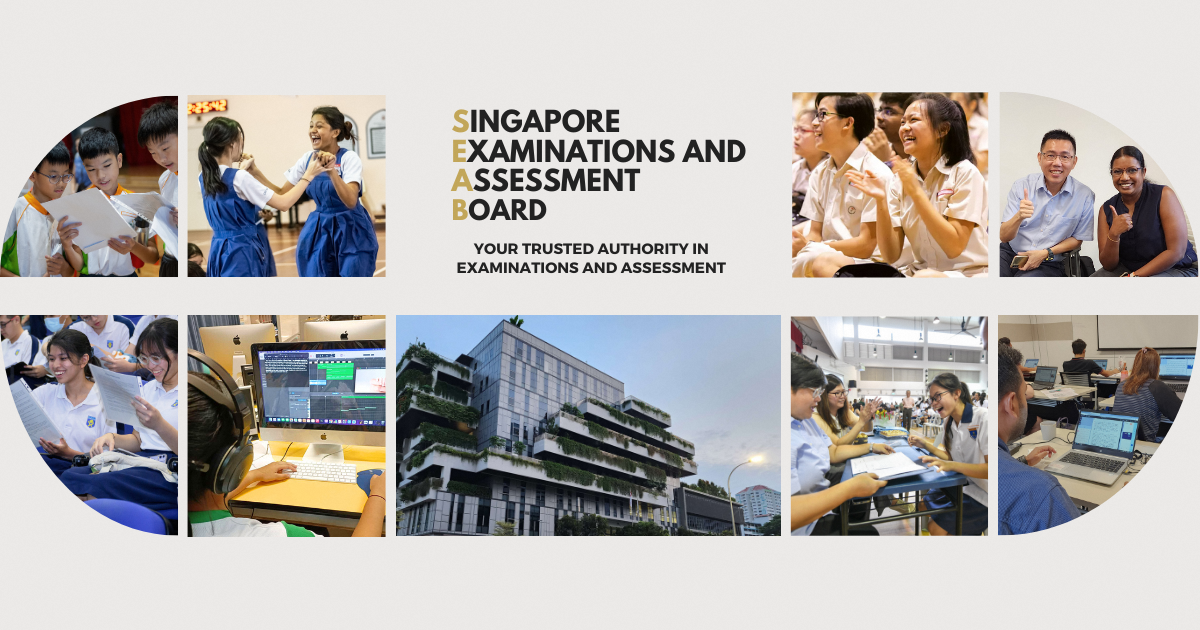 SINGAPORE
EXAMINATIONS AND
ASSESSMENT
BOARD
YOUR TRUSTED AUTHORITY IN
EXAMINATIONS AND ASSESSMENT